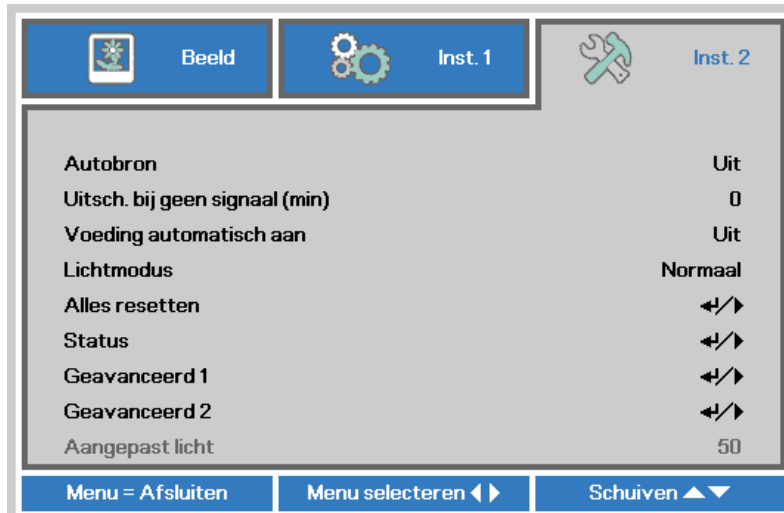 Beeld Inst. 1 Inst. 2
Autobron Uit
Uitsch. bij geen signaal (min) 0
Voeding automatisch aan Uit
Lichtmodus Normaal
Alles resetten ↵/▶
Status ↵/▶
Geavanceerd 1 ↵/▶
Geavanceerd 2 ↵/▶
Aangepast licht 50
Menu = Afsluiten Menu selecteren ◀ ▶ Schuiven ▲ ▼